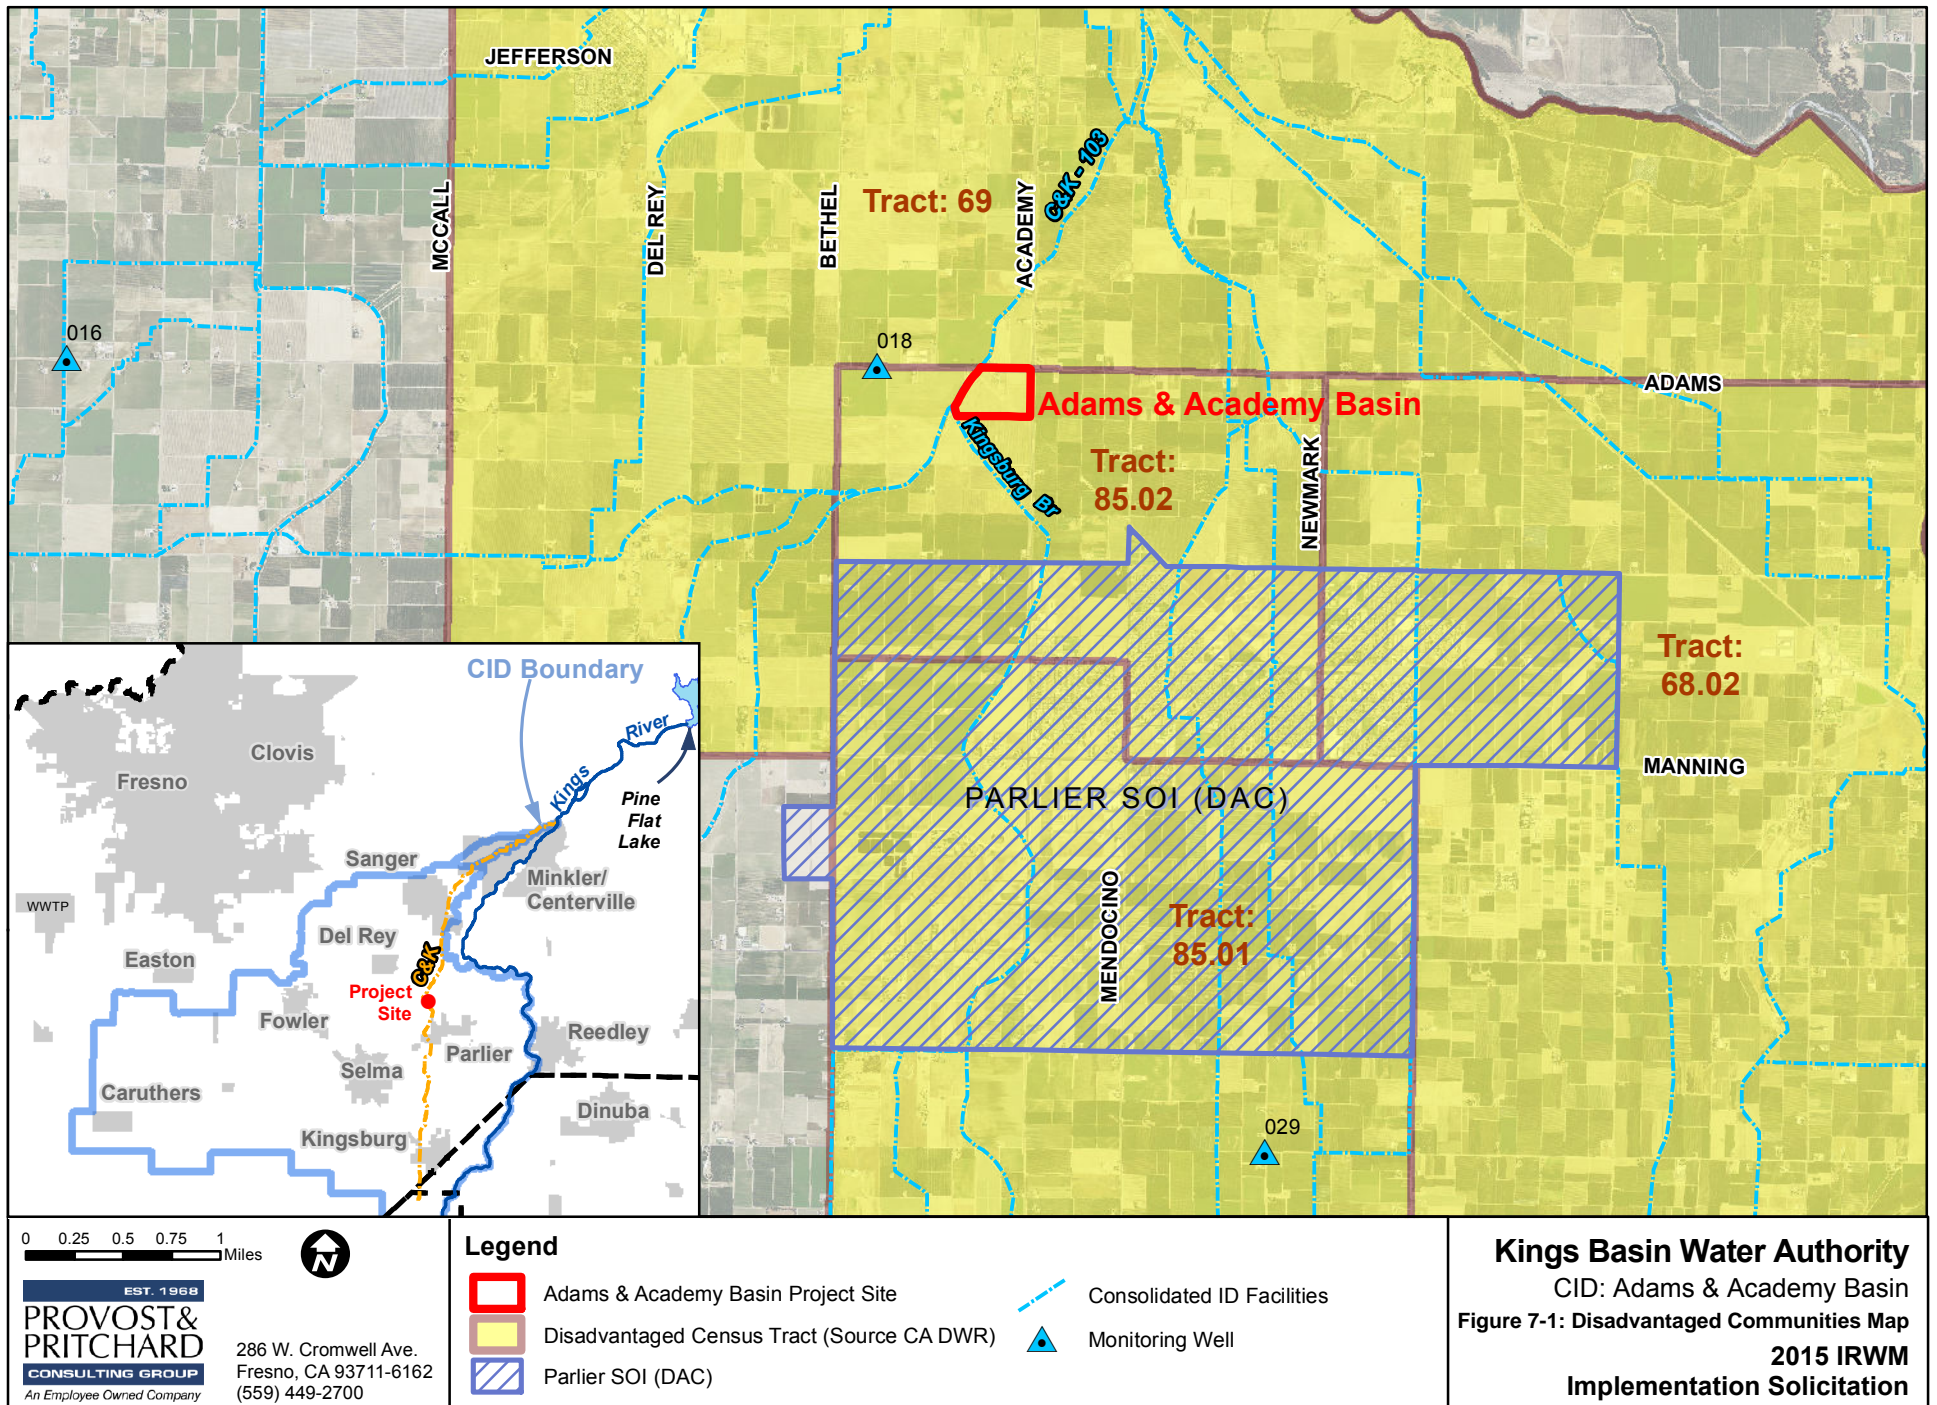 JEFFERSON
MCCALL
DEL REY
BETHEL
ACADEMY
C&K - 103
Tract: 69
016
018
ADAMS
Adams & Academy Basin
Kingsburg Br
Tract:
85.02
NEWMARK
Tract:
68.02
MANNING
PARLIER SOI (DAC)
MENDOCINO
Tract:
85.01
029
CID Boundary
Clovis
Fresno
Kings
River
Pine
Flat
Lake
Sanger
Minkler/
Centerville
WWTP
Del Rey
Easton
C&K
Project
Site
Fowler
Reedley
Parlier
Selma
Caruthers
Dinuba
Kingsburg
0 0.25 0.5 0.75 1
Miles
N
EST. 1968
PROVOST&
PRITCHARD
CONSULTING GROUP
An Employee Owned Company
286 W. Cromwell Ave.
Fresno, CA 93711-6162
(559) 449-2700
Legend
Adams & Academy Basin Project Site
Disadvantaged Census Tract (Source CA DWR)
Parlier SOI (DAC)
Consolidated ID Facilities
Monitoring Well
Kings Basin Water Authority
CID: Adams & Academy Basin
Figure 7-1: Disadvantaged Communities Map
2015 IRWM
Implementation Solicitation